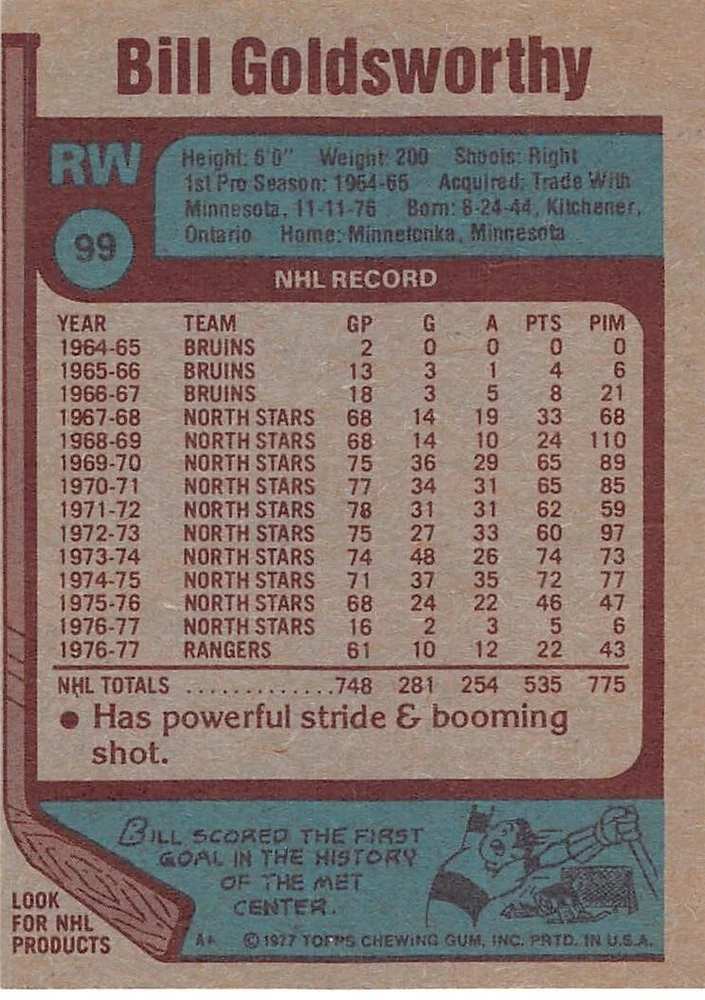 Bill Goldsworthy
RW
99
Height: 6'0" Weight: 200 Shoots: Right
1st Pro Season: 1964-65 Acquired: Trade With
Minnesota, 11-11-76 Born: 8-24-44, Kitchener,
Ontario Home: Minnetonka, Minnesota
NHL RECORD
YEAR TEAM GP G A PTS PIM
1964-65 BRUINS 2 0 0 0 0
1965-66 BRUINS 13 3 1 4 6
1966-67 BRUINS 18 3 5 8 21
1967-68 NORTH STARS 68 14 19 33 68
1968-69 NORTH STARS 68 14 10 24 110
1969-70 NORTH STARS 75 36 29 65 89
1970-71 NORTH STARS 77 34 31 65 85
1971-72 NORTH STARS 78 31 31 62 59
1972-73 NORTH STARS 75 27 33 60 97
1973-74 NORTH STARS 74 48 26 74 73
1974-75 NORTH STARS 71 37 35 72 77
1975-76 NORTH STARS 68 24 22 46 47
1976-77 NORTH STARS 16 2 3 5 6
1976-77 RANGERS 61 10 12 22 43
NHL TOTALS .............748 281 254 535 775
● Has powerful stride & booming
shot.
BILL SCORED THE FIRST
GOAL IN THE HISTORY
OF THE MET
CENTER.
LOOK
FOR NHL
PRODUCTS
© 1977 TOPPS CHEWING GUM, INC. PRTD. IN U.S.A.